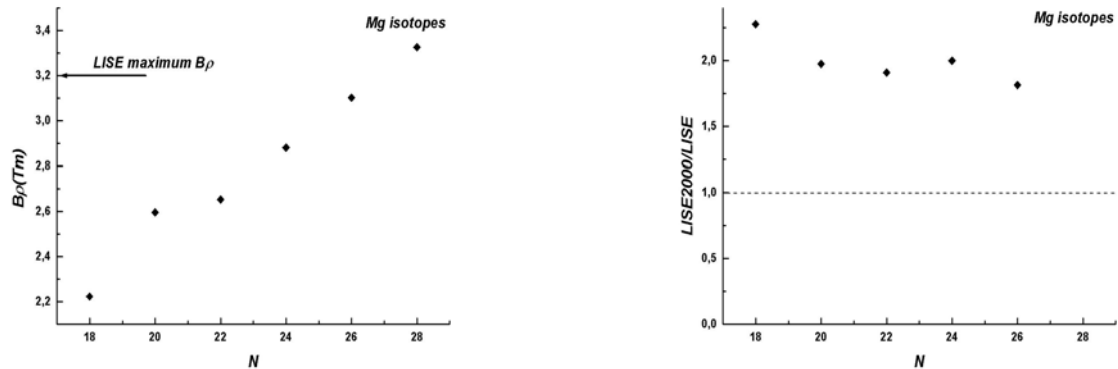 Mg isotopes
3,4
LISE maximum Bρ
3,2
3,0
2,8
2,6
2,4
2,2
Bρ(Tm)
18 20 22 24 26 28
N
Mg isotopes
2,0
1,5
1,0
0,5
0,0
LISE2000/LISE
18 20 22 24 26 28
N